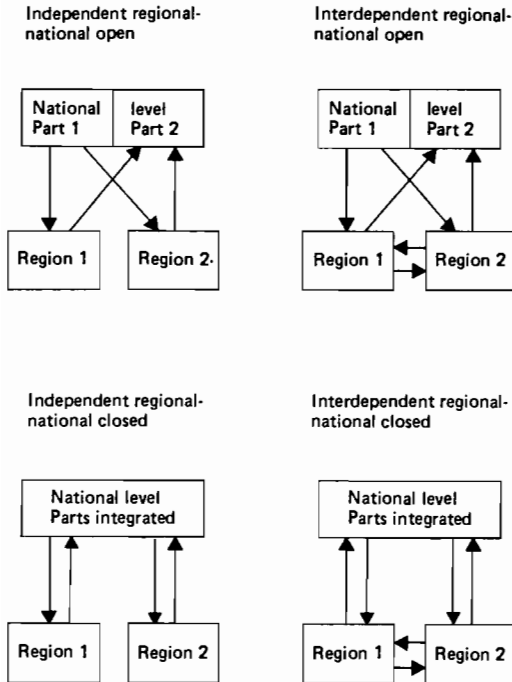 Independent regional-
national open
Interdependent regional-
national open
National level
Part 1 Part 2
National level
Part 1 Part 2
Region 1 Region 2.
Region 1 Region 2
Independent regional-
national closed
Interdependent regional-
national closed
National level
Parts integrated
National level
Parts integrated
Region 1 Region 2
Region 1 Region 2